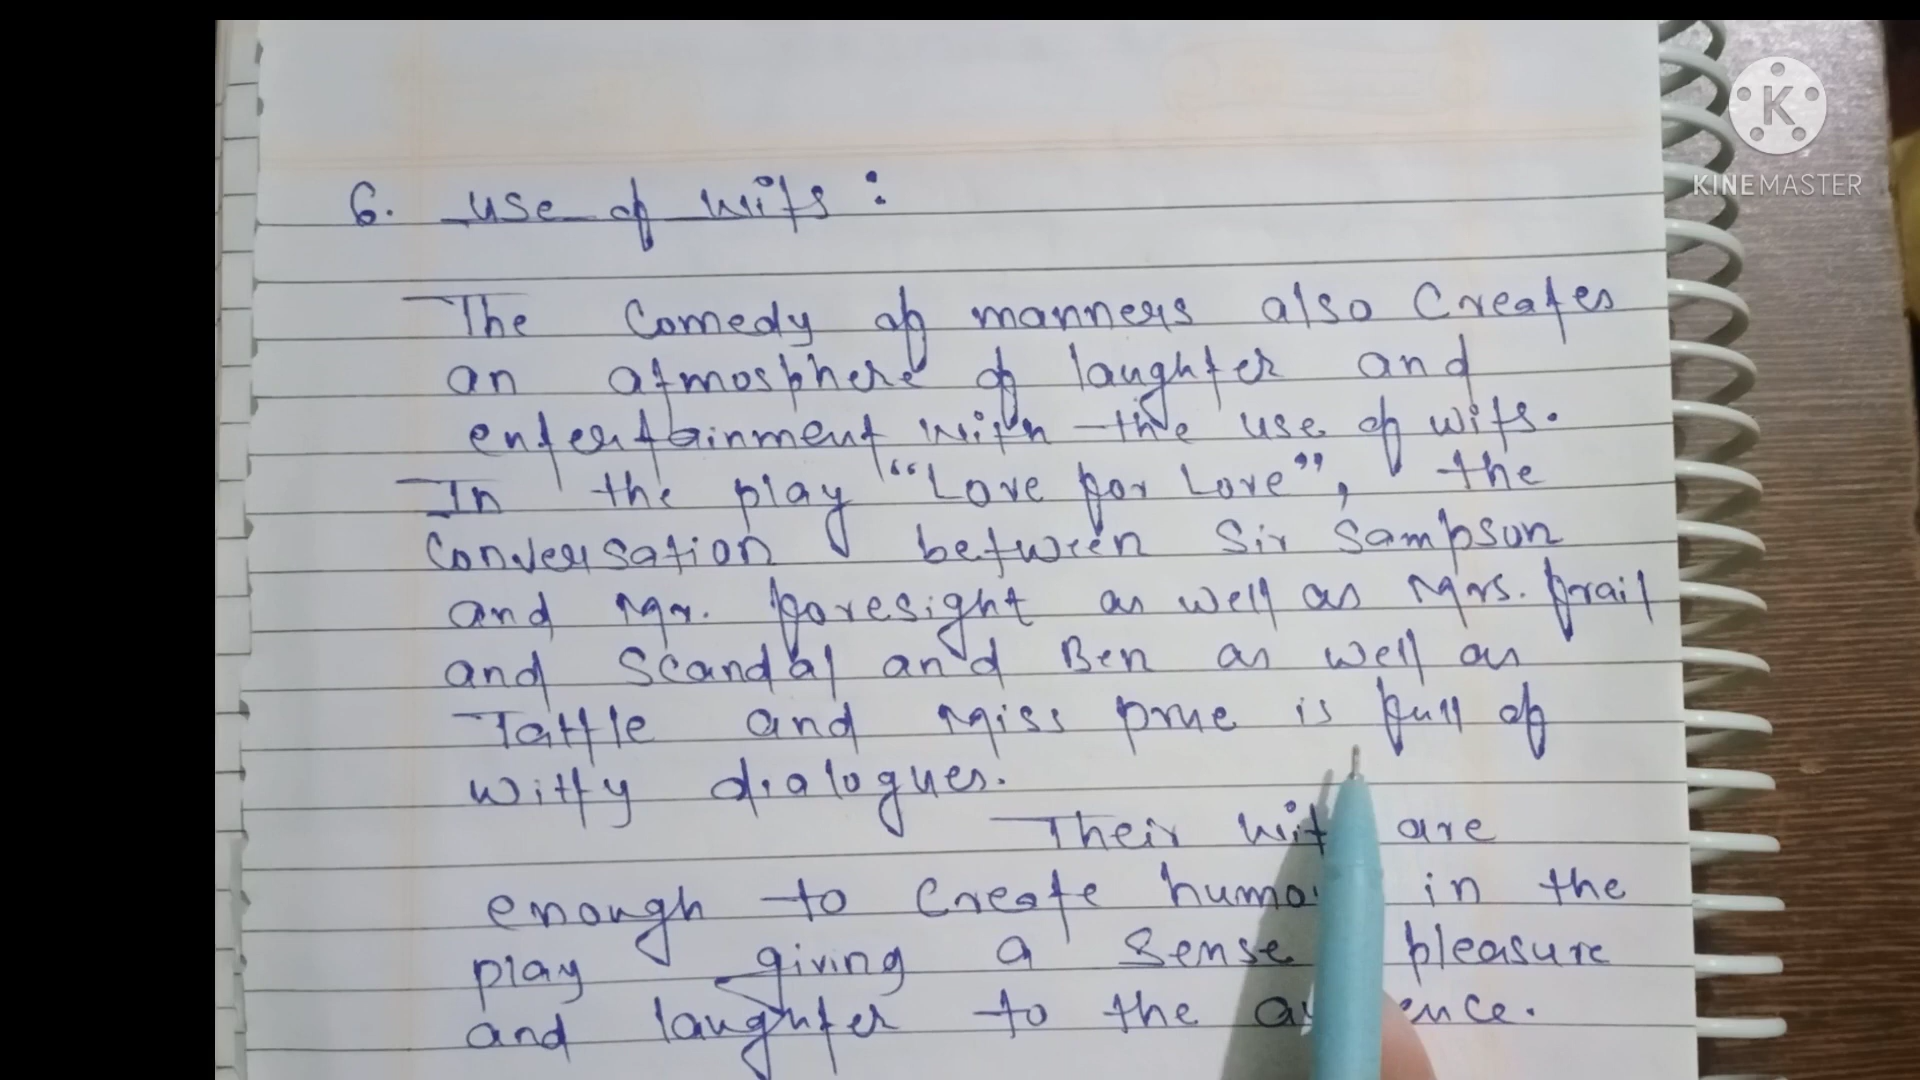 6. use of wits :
The Comedy of manners also Creates
an atmosphere of laughter and
entertainment with the use of wits.
In the play "Love for Love", the
Conversation between Sir Sampson
and Mr. foresight as well as Mrs. frail
and Scandal and Ben as well as
Tattle and Miss prue is full of
witty dialogues.
Their are
enough to Create in the
play giving a Sense pleasure
and laughter to the
KINEMASTER